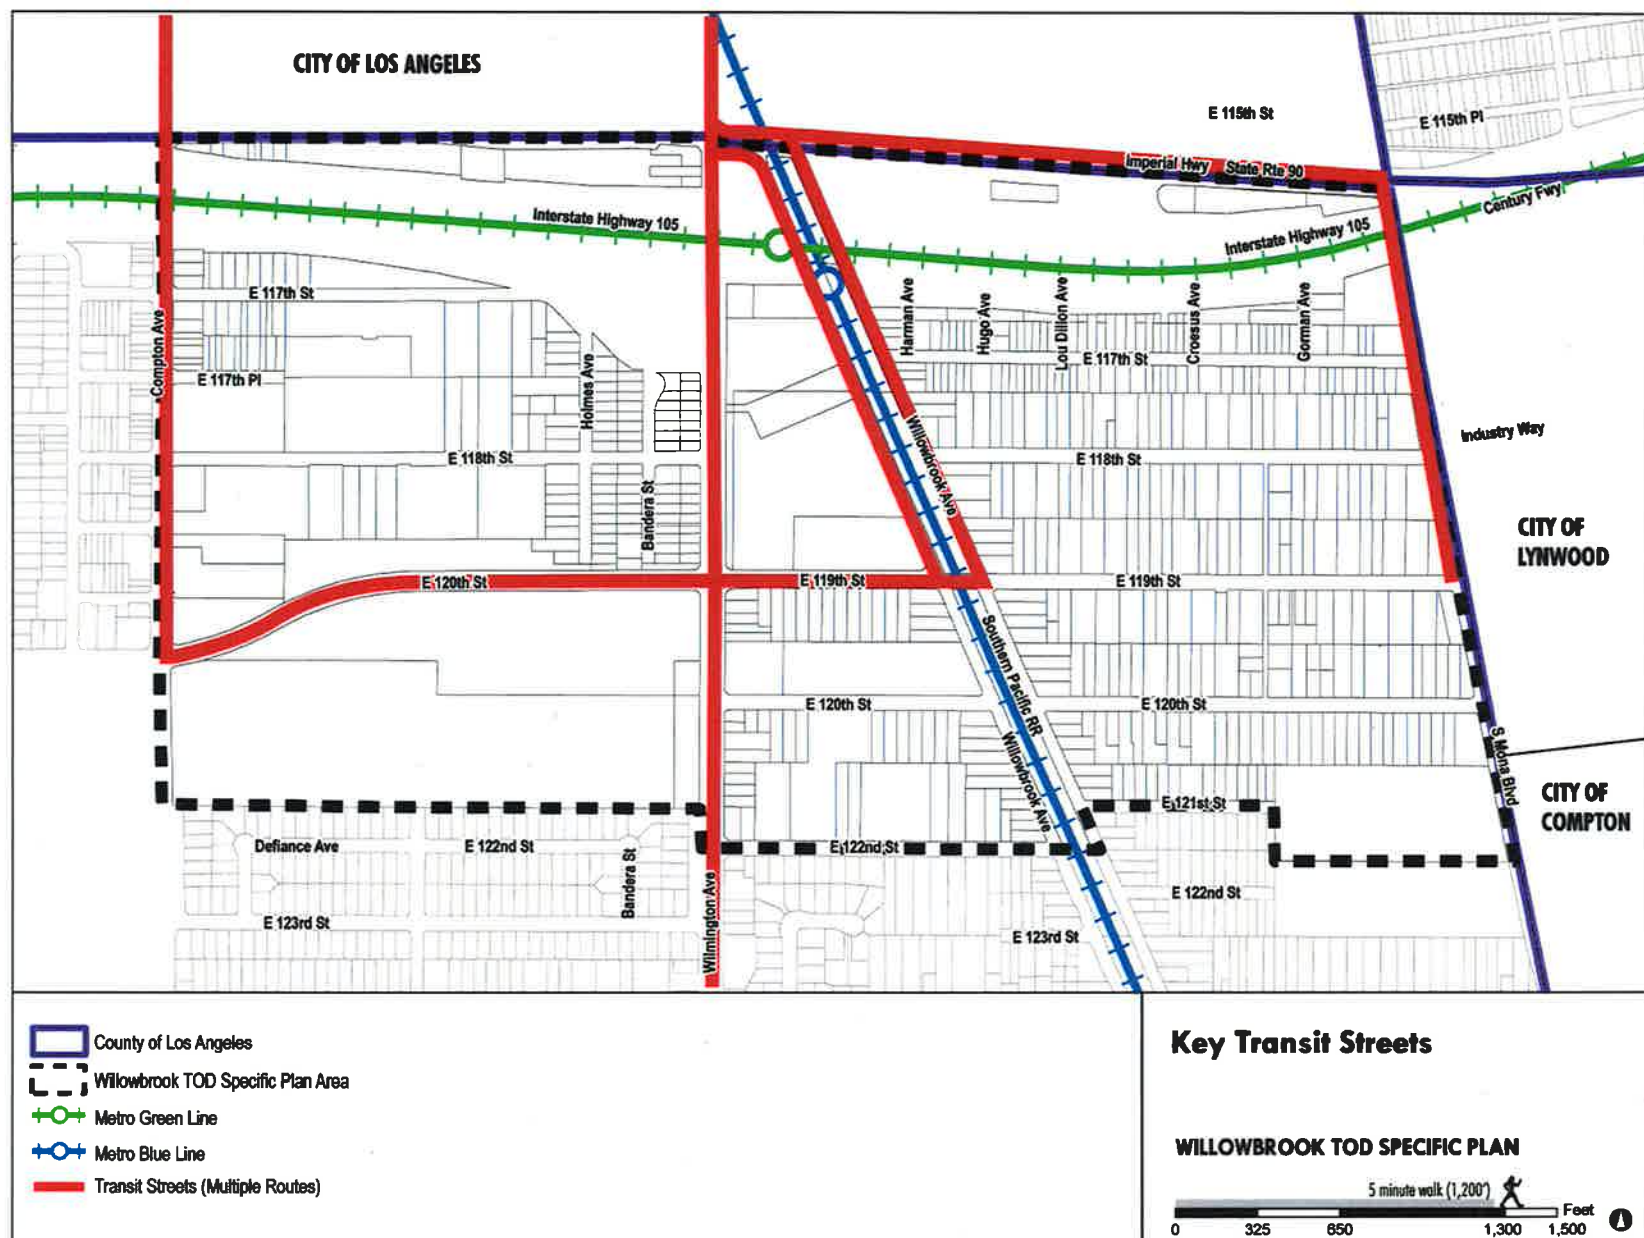 CITY OF LOS ANGELES
E 115th St
E 115th Pl
Imperial Hwy State Rte 90
Century Fwy
Interstate Highway 105
Interstate Highway 105
E 117th St
Compton Ave
E 117th Pl
Holmes Ave
Harman Ave
Hugo Ave
Lou Dillon Ave
Croesus Ave
Gorman Ave
E 117th St
Industry Way
E 118th St
E 118th St
Willowbrook Ave
Bandera St
CITY OF
LYNWOOD
E 120th St
E 119th St
E 119th St
Southern Pacific RR
E 120th St
E 120th St
Willowbrook Ave
S Mona Blvd
CITY OF
COMPTON
E 121st St
Defiance Ave
E 122nd St
E 122nd St
Bandera St
Wilmington Ave
E 122nd St
E 123rd St
E 123rd St
County of Los Angeles
Willowbrook TOD Specific Plan Area
Metro Green Line
Metro Blue Line
Transit Streets (Multiple Routes)
Key Transit Streets
WILLOWBROOK TOD SPECIFIC PLAN
5 minute walk (1,200')
Feet
0 325 650 1,300 1,500